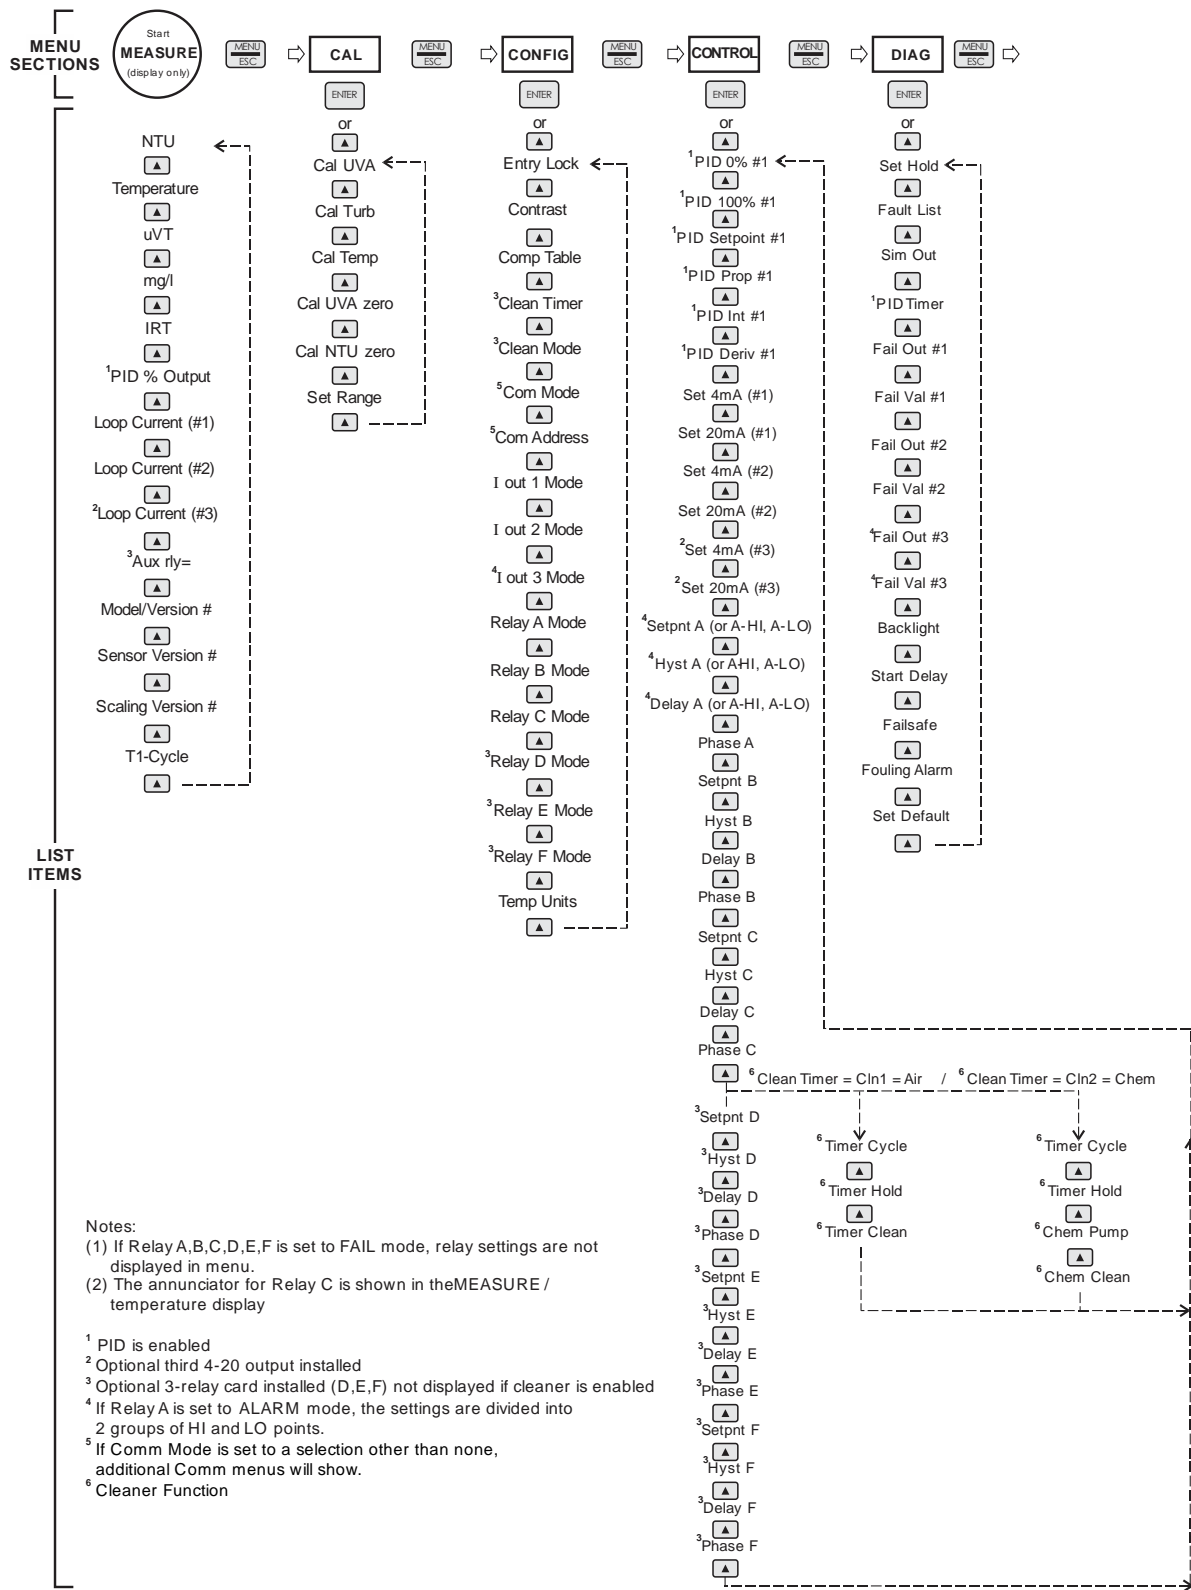 MENU
SECTIONS
Start
MEASURE
(display only)
MENU
ESC
CAL
MENU
ESC
CONFIG
MENU
ESC
CONTROL
MENU
ESC
DIAG
MENU
ESC
LIST
ITEMS
NTU
Temperature
uVT
mg/l
IRT
¹PID % Output
Loop Current (#1)
Loop Current (#2)
²Loop Current (#3)
³Aux rly=
Model/Version #
Sensor Version #
Scaling Version #
T1-Cycle
ENTER
or
Cal UVA
Cal Turb
Cal Temp
Cal UVA zero
Cal NTU zero
Set Range
ENTER
or
Entry Lock
Contrast
Comp Table
³Clean Timer
³Clean Mode
⁵Com Mode
⁵Com Address
I out 1 Mode
I out 2 Mode
⁴I out 3 Mode
Relay A Mode
Relay B Mode
Relay C Mode
³Relay D Mode
³Relay E Mode
³Relay F Mode
Temp Units
ENTER
or
¹PID 0% #1
¹PID 100% #1
¹PID Setpoint #1
¹PID Prop #1
¹PID Int #1
¹PID Deriv #1
Set 4mA (#1)
Set 20mA (#1)
Set 4mA (#2)
Set 20mA (#2)
²Set 4mA (#3)
²Set 20mA (#3)
⁴Setpnt A (or A-HI, A-LO)
⁴Hyst A (or A-HI, A-LO)
⁴Delay A (or A-HI, A-LO)
Phase A
Setpnt B
Hyst B
Delay B
Phase B
Setpnt C
Hyst C
Delay C
Phase C
³Setpnt D
³Hyst D
³Delay D
³Phase D
³Setpnt E
³Hyst E
³Delay E
³Phase E
³Setpnt F
³Hyst F
³Delay F
³Phase F
ENTER
or
Set Hold
Fault List
Sim Out
¹PID Timer
Fail Out #1
Fail Val #1
Fail Out #2
Fail Val #2
⁴Fail Out #3
⁴Fail Val #3
Backlight
Start Delay
Failsafe
Fouling Alarm
Set Default
⁶Clean Timer = Cln1 = Air / ⁶Clean Timer = Cln2 = Chem
⁶Timer Cycle
⁶Timer Hold
⁶Timer Clean
⁶Timer Cycle
⁶Timer Hold
⁶Chem Pump
⁶Chem Clean
Notes:
(1) If Relay A,B,C,D,E,F is set to FAIL mode, relay settings are not
displayed in menu.
(2) The annunciator for Relay C is shown in theMEASURE /
temperature display
¹ PID is enabled
² Optional third 4-20 output installed
³ Optional 3-relay card installed (D,E,F) not displayed if cleaner is enabled
⁴ If Relay A is set to ALARM mode, the settings are divided into
2 groups of HI and LO points.
⁵ If Comm Mode is set to a selection other than none,
additional Comm menus will show.
⁶ Cleaner Function